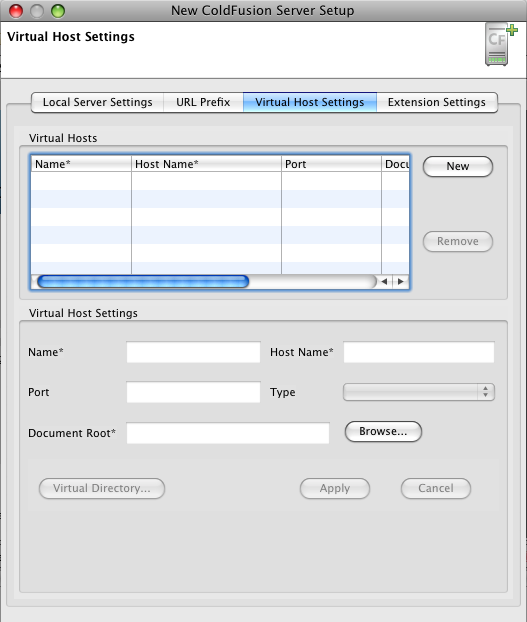 New ColdFusion Server Setup
Virtual Host Settings
CF
Local Server Settings URL Prefix Virtual Host Settings Extension Settings
Virtual Hosts
Name* Host Name* Port Docu
New
Remove
Virtual Host Settings
Name* Host Name*
Port Type
Document Root* Browse...
Virtual Directory... Apply Cancel